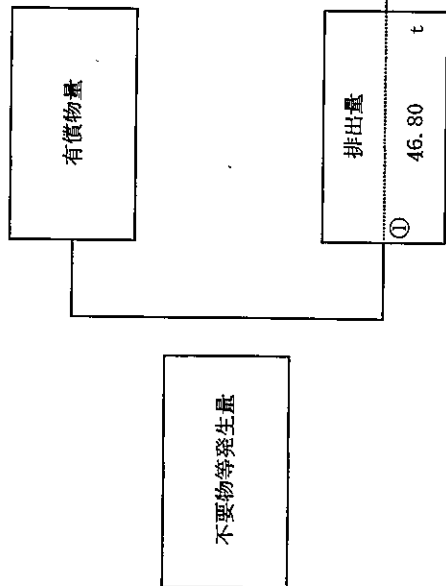 不要物等発生量
有償物量
排出量
①
46.80 t